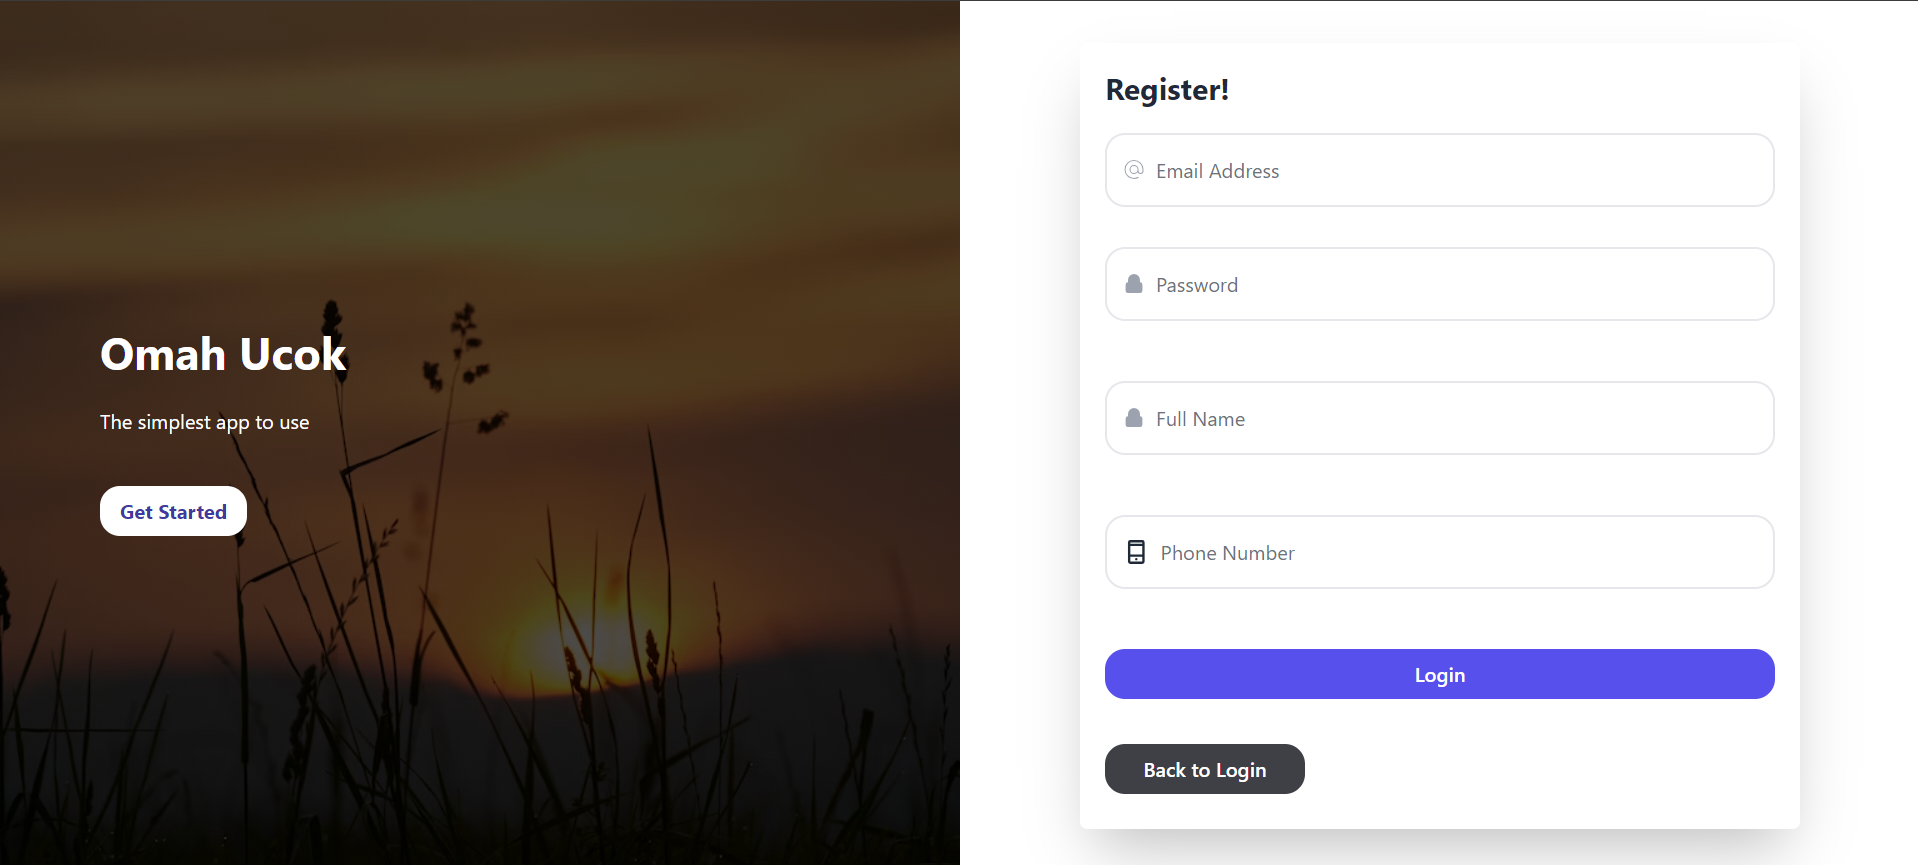 Omah Ucok
The simplest app to use
Get Started
Register!
Email Address
Password
Full Name
Phone Number
Login
Back to Login